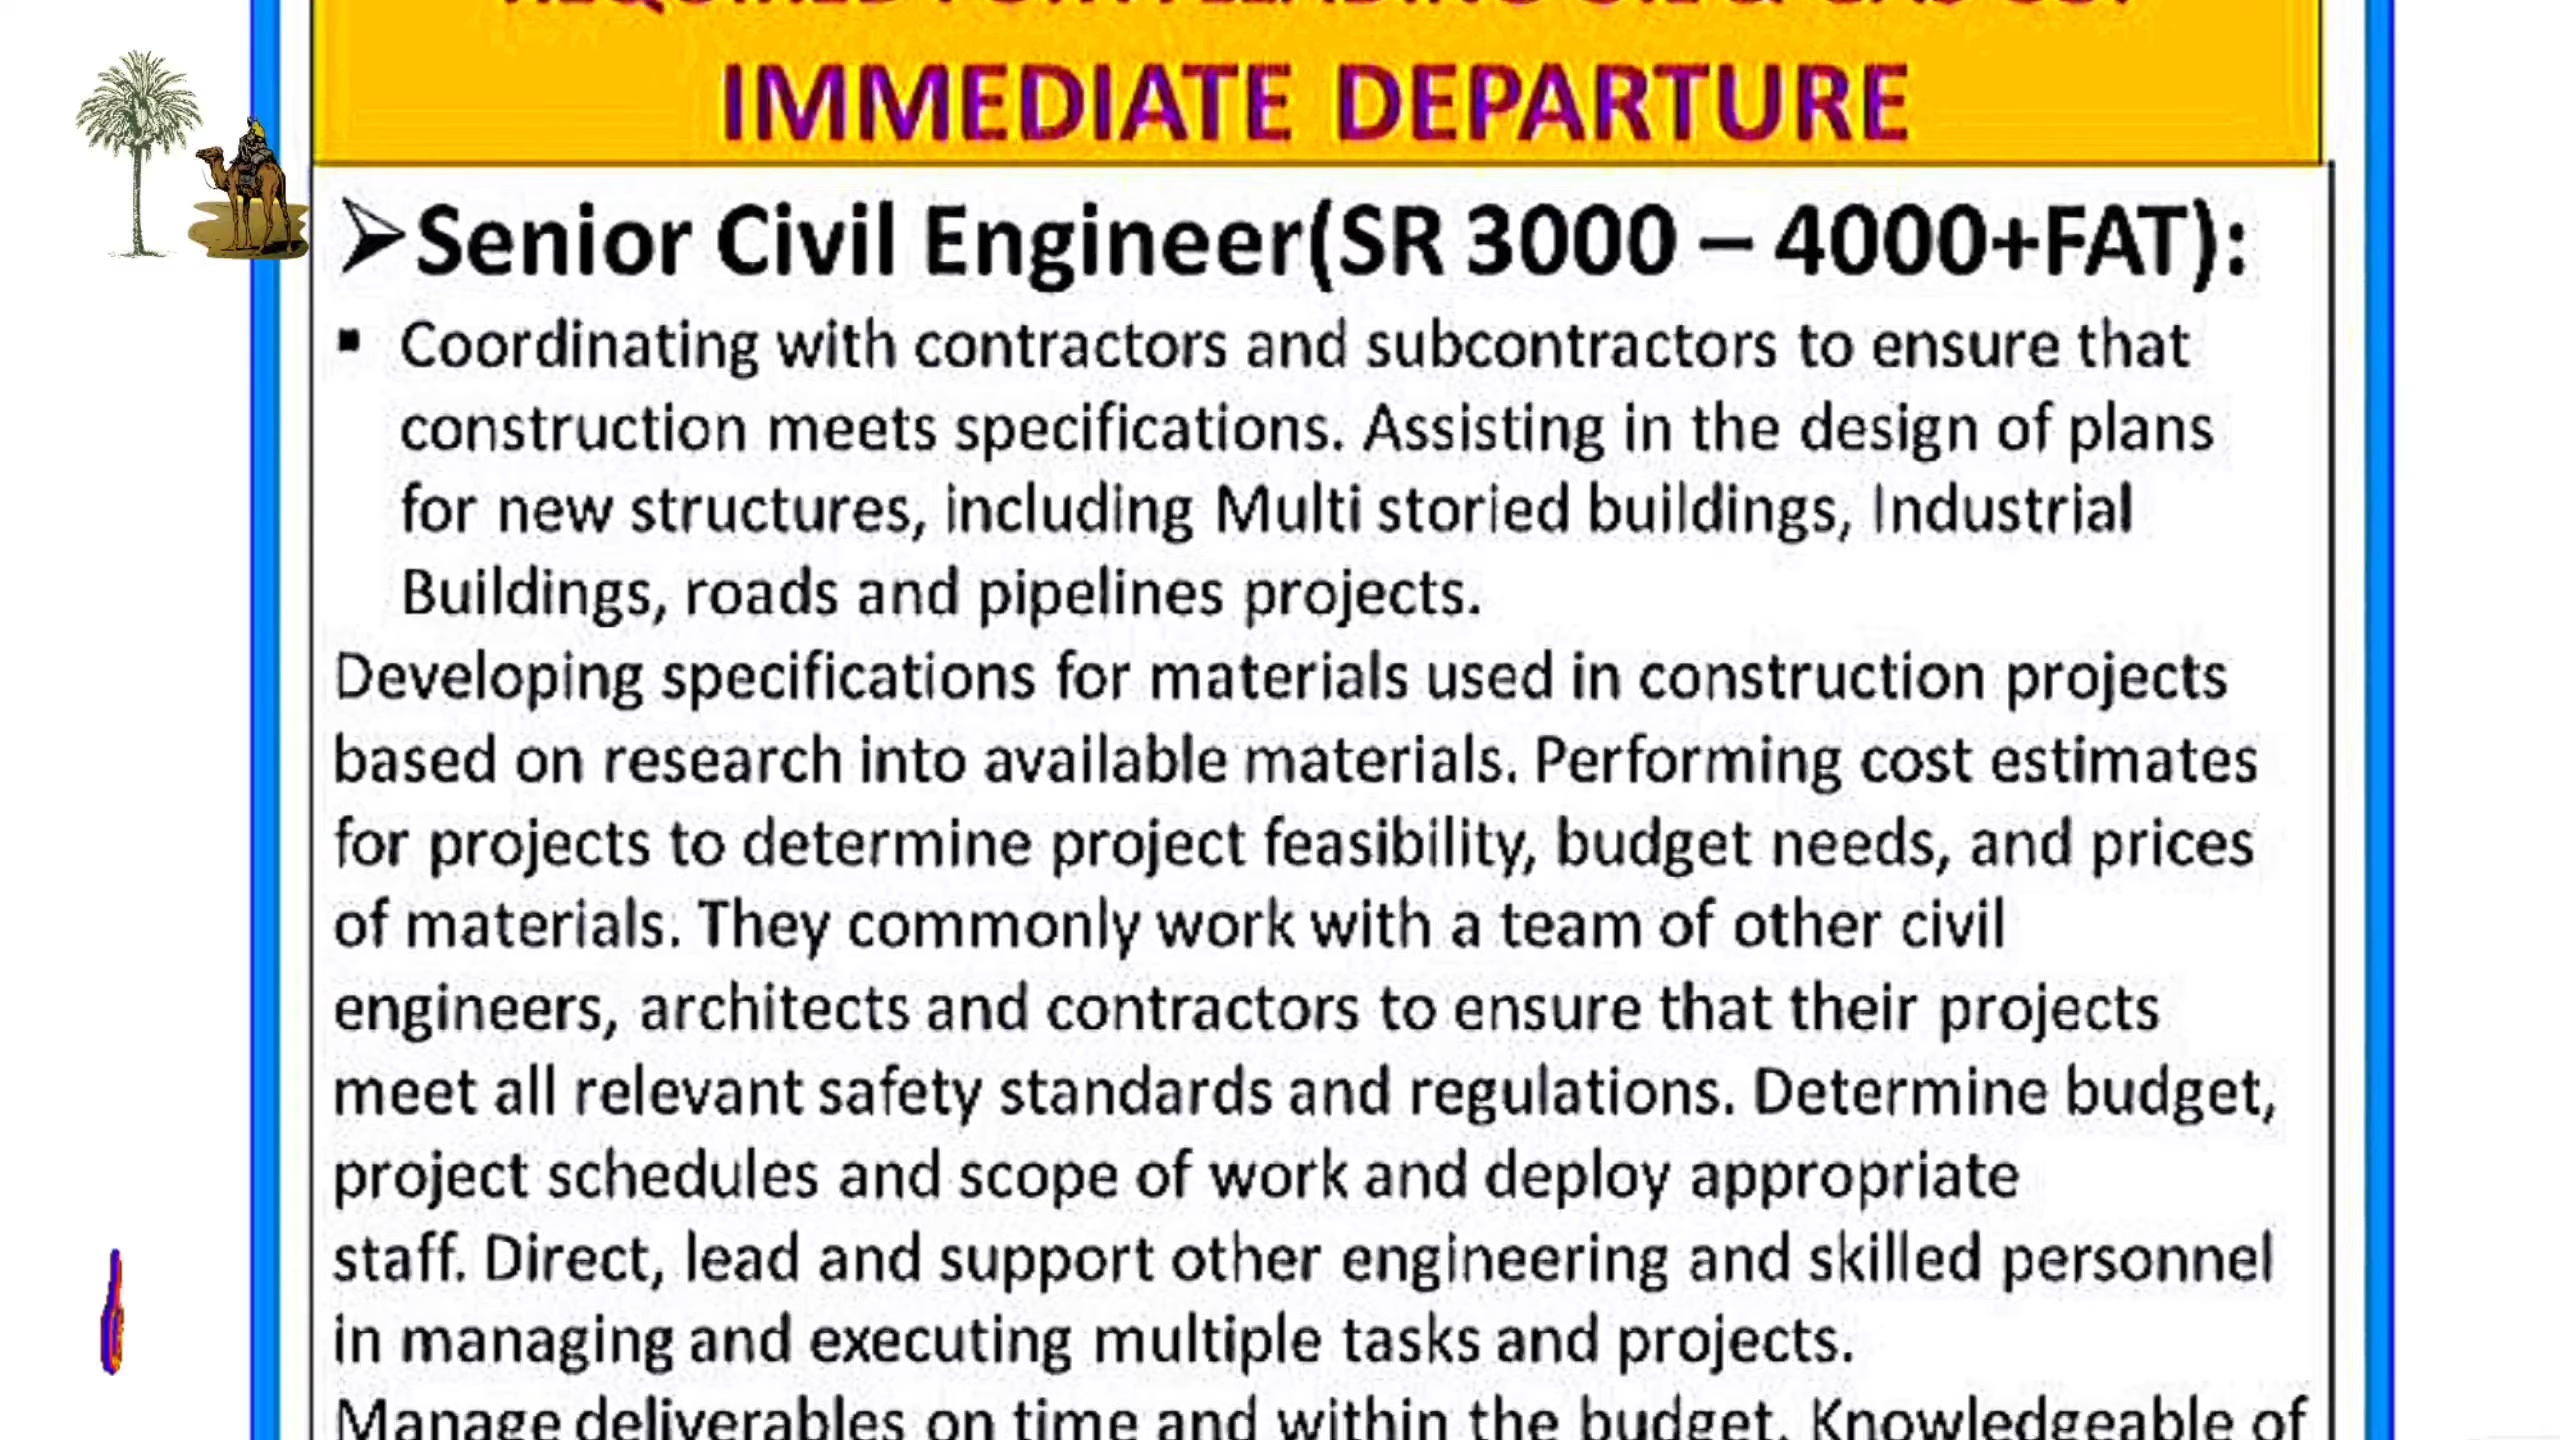 IMMEDIATE DEPARTURE
➢Senior Civil Engineer(SR 3000 – 4000+FAT):
▪ Coordinating with contractors and subcontractors to ensure that
construction meets specifications. Assisting in the design of plans
for new structures, including Multi storied buildings, Industrial
Buildings, roads and pipelines projects.
Developing specifications for materials used in construction projects
based on research into available materials. Performing cost estimates
for projects to determine project feasibility, budget needs, and prices
of materials. They commonly work with a team of other civil
engineers, architects and contractors to ensure that their projects
meet all relevant safety standards and regulations. Determine budget,
project schedules and scope of work and deploy appropriate
staff. Direct, lead and support other engineering and skilled personnel
in managing and executing multiple tasks and projects.
Manage deliverables on time and within the budget. Knowledgeable of